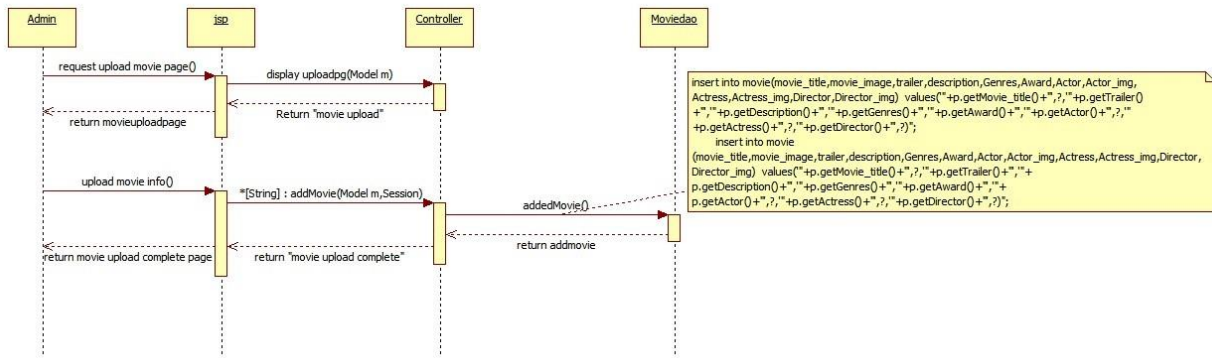 Admin
jsp
Controller
Moviedao
request upload movie page()
display uploadpg(Model m)
Return "movie upload"
return movieuploadpage
insert into movie(movie_title,movie_image,trailer,description,Genres,Award,Actor,Actor_img,
Actress,Actress_img,Director,Director_img) values('"+p.getMovie_title()+"',?,'"+p.getTrailer()
+"','"+p.getDescription()+"','"+p.getGenres()+"','"+p.getAward()+"','"+p.getActor()+"',?,'"
+p.getActress()+"',?,'"+p.getDirector()+"',?)";
insert into movie
(movie_title,movie_image,trailer,description,Genres,Award,Actor,Actor_img,Actress,Actress_img,Director,
Director_img) values('"+p.getMovie_title()+"',?,'"+p.getTrailer()+"','"+
p.getDescription()+"','"+p.getGenres()+"','"+p.getAward()+"','"+
p.getActor()+"',?,'"+p.getActress()+"',?,'"+p.getDirector()+"',?)";
upload movie info()
*[String] : addMovie(Model m,Session)
addedMovie()
return addmovie
return "movie upload complete"
return movie upload complete page